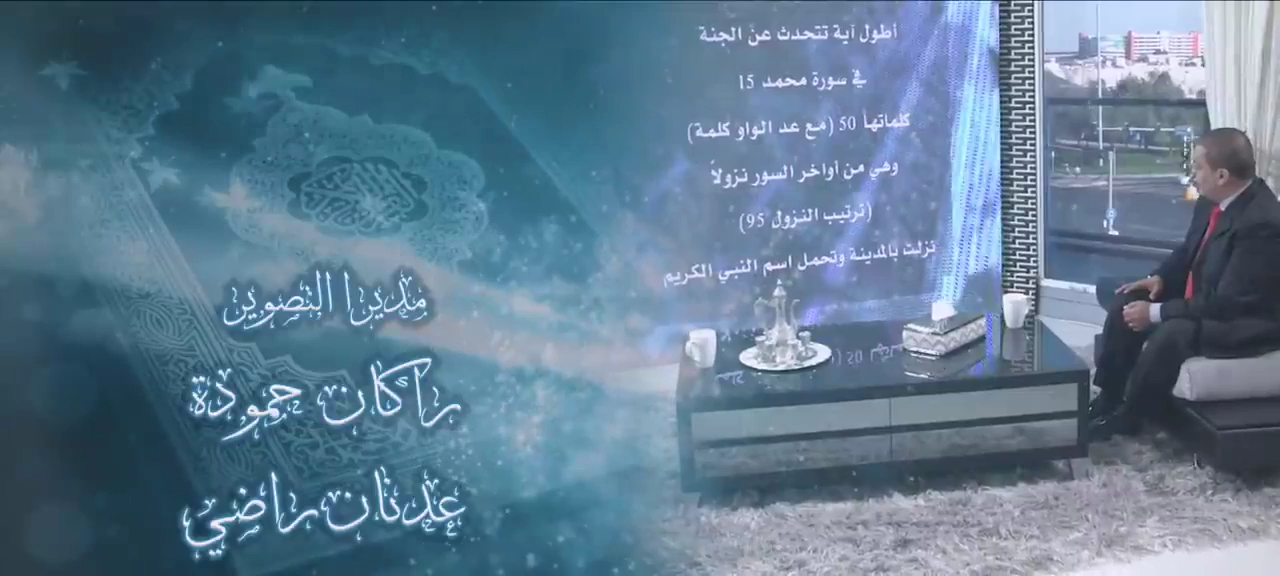 أطول آية تتحدث عن الجنة
في سورة محمد 15
كلماتها 50 (مع عد الواو كلمة)
وهي من أواخر السور نزولاً
(ترتيب النزول 95)
نزلت بالمدينة وتحمل اسم النبي الكريم
مديرا التصوير
راكان حمودة
عدنان راضي